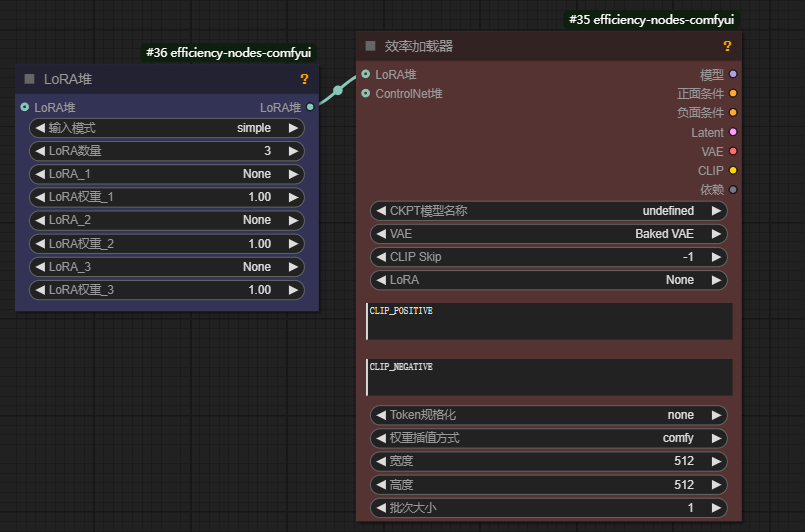 #36 efficiency-nodes-comfyui
LoRA堆 ?
LoRA堆 LoRA堆
输入模式 simple
LoRA数量 3
LoRA_1 None
LoRA权重_1 1.00
LoRA_2 None
LoRA权重_2 1.00
LoRA_3 None
LoRA权重_3 1.00
#35 efficiency-nodes-comfyui
效率加载器 ?
LoRA堆 模型
ControlNet堆 正面条件
负面条件
Latent
VAE
CLIP
依赖
CKPT模型名称 undefined
VAE Baked VAE
CLIP Skip -1
LoRA None
CLIP_POSITIVE
CLIP_NEGATIVE
Token规格化 none
权重插值方式 comfy
宽度 512
高度 512
批次大小 1